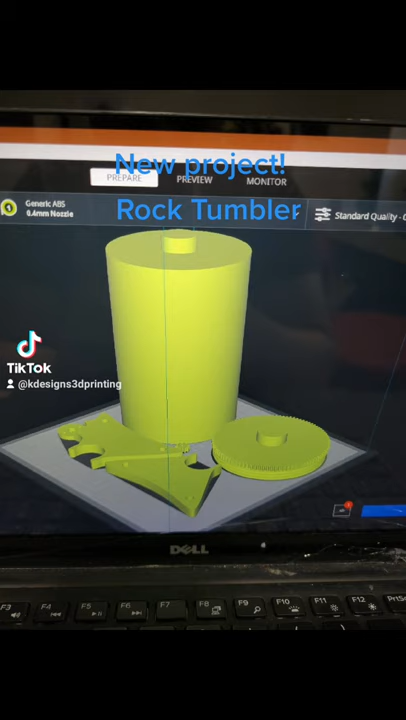 New project!
PREPARE
PREVIEW
MONITOR
Rock Tumbler
Generic ABS
0.4mm Nozzle
Standard Quality -
TikTok
@kdesigns3dprinting
DELL
F3
F4
F5
F6
F7
F8
F9
F10
F11
F12
PrtSc